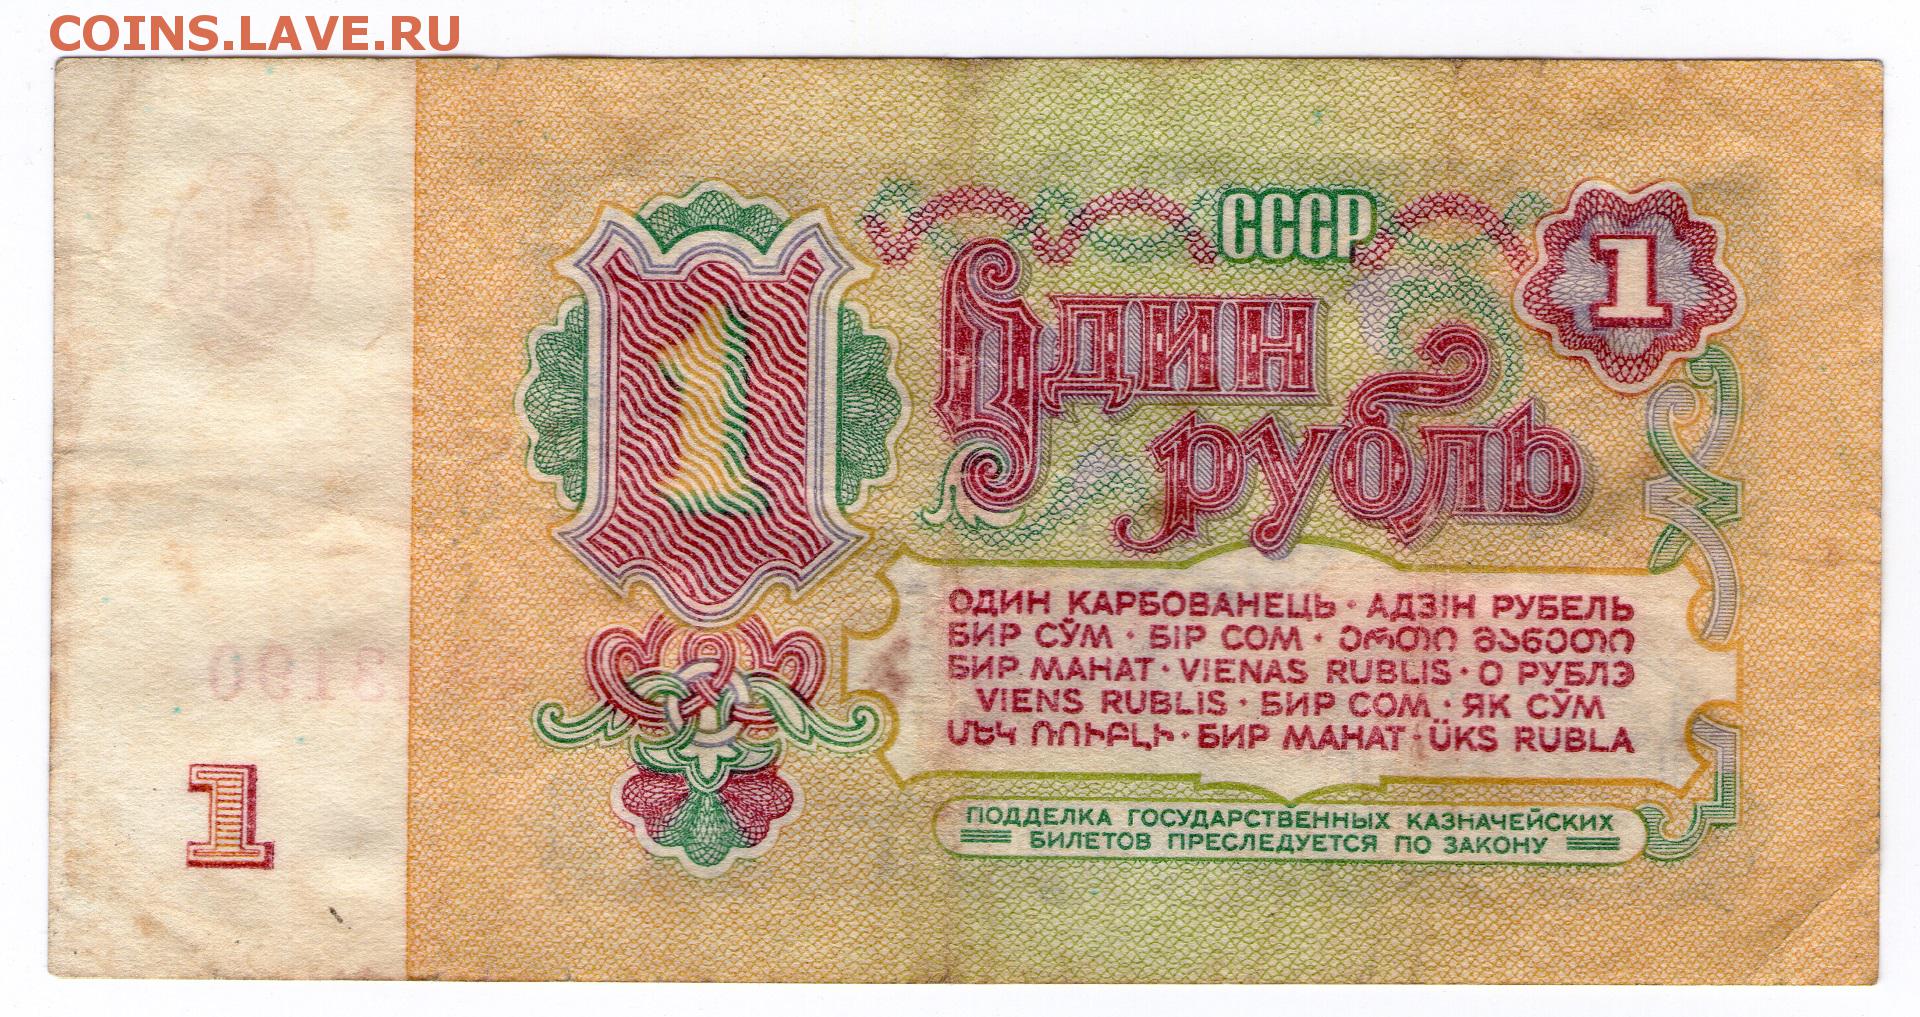 COINS.LAVE.RU
СССР
1
1
Один
рубль
ОДИН КАРБОВАНЕЦЬ · АДЗІН РУБЕЛЬ
БИР СЎМ · БІР СОМ · ᲔᲠᲗᲘ ᲛᲐᲜᲔᲗᲘ
БИР МАНАТ · VIENAS RUBLIS · О РУБЛЭ
VIENS RUBLIS · БИР СОМ · ЯК СӮМ
ՄԵԿ ՌՈՒԲԼԻ · БИР МАНАТ · ÜKS RUBLA
1
ПОДДЕЛКА ГОСУДАРСТВЕННЫХ КАЗНАЧЕЙСКИХ
БИЛЕТОВ ПРЕСЛЕДУЕТСЯ ПО ЗАКОНУ